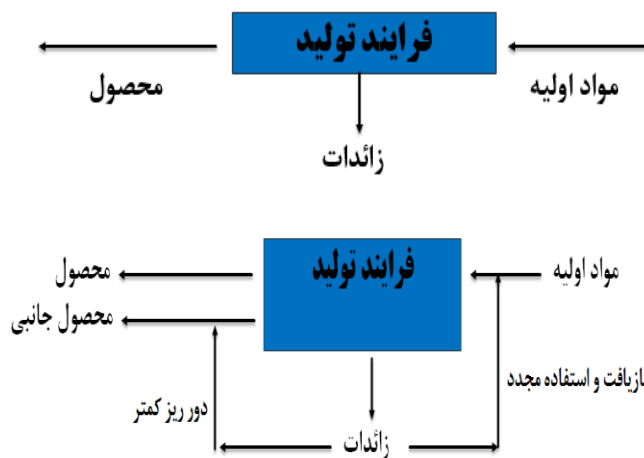 فرایند تولید
مواد اولیه
محصول
زائدات
فرایند تولید
مواد اولیه
محصول
محصول جانبی
بازیافت و استفاده مجدد
دور ریز کمتر
زائدات